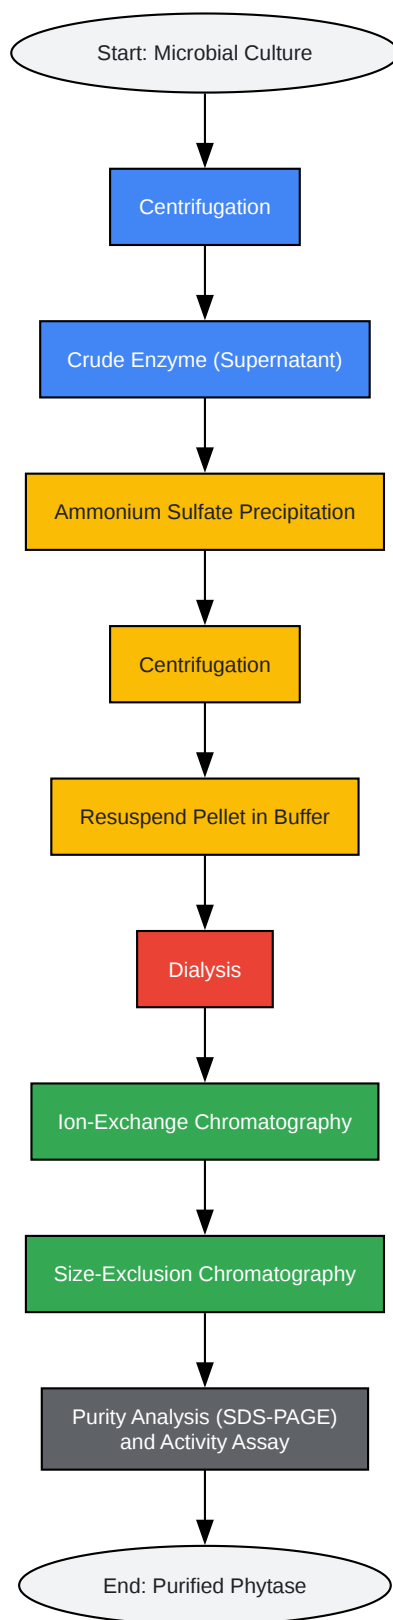 Start: Microbial Culture
Centrifugation
Crude Enzyme (Supernatant)
Ammonium Sulfate Precipitation
Centrifugation
Resuspend Pellet in Buffer
Dialysis
Ion-Exchange Chromatography
Size-Exclusion Chromatography
Purity Analysis (SDS-PAGE)
and Activity Assay
End: Purified Phytase